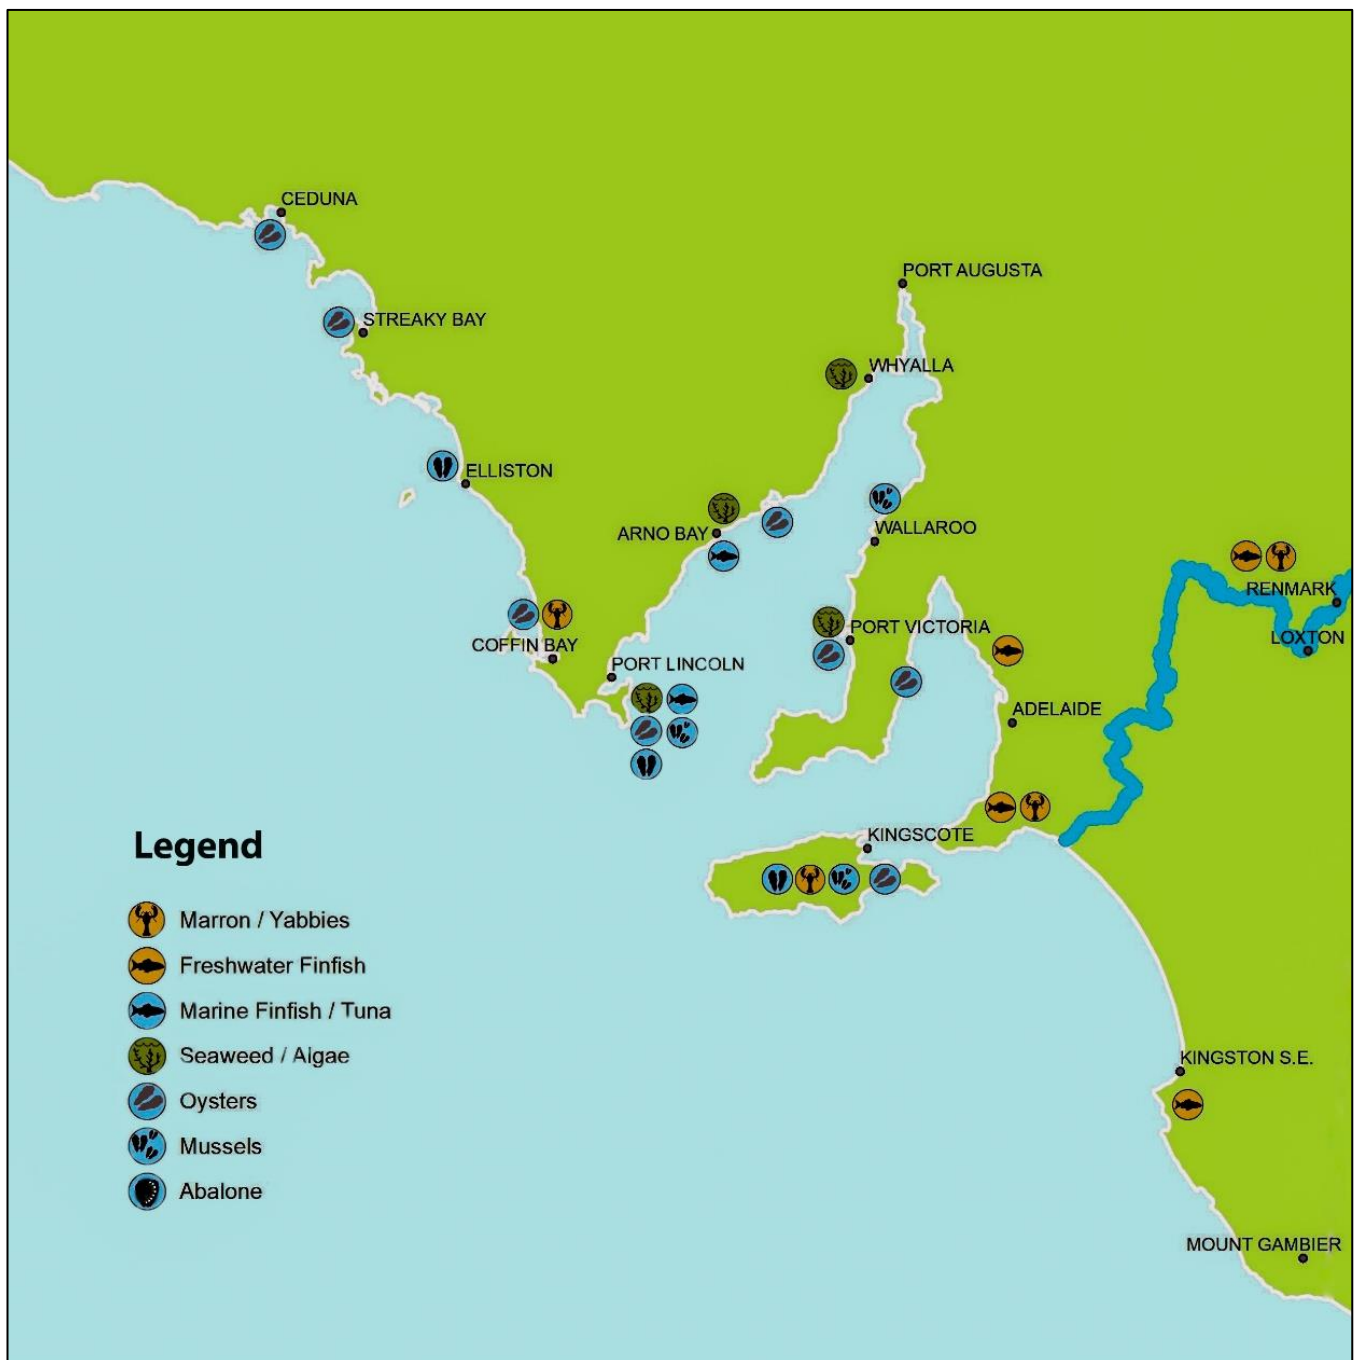 CEDUNA
PORT AUGUSTA
STREAKY BAY
WHYALLA
ELLISTON
ARNO BAY
WALLAROO
RENMARK
PORT VICTORIA
LOXTON
COFFIN BAY
PORT LINCOLN
ADELAIDE
KINGSCOTE
Legend
Marron / Yabbies
Freshwater Finfish
Marine Finfish / Tuna
Seaweed / Algae
Oysters
Mussels
Abalone
KINGSTON S.E.
MOUNT GAMBIER